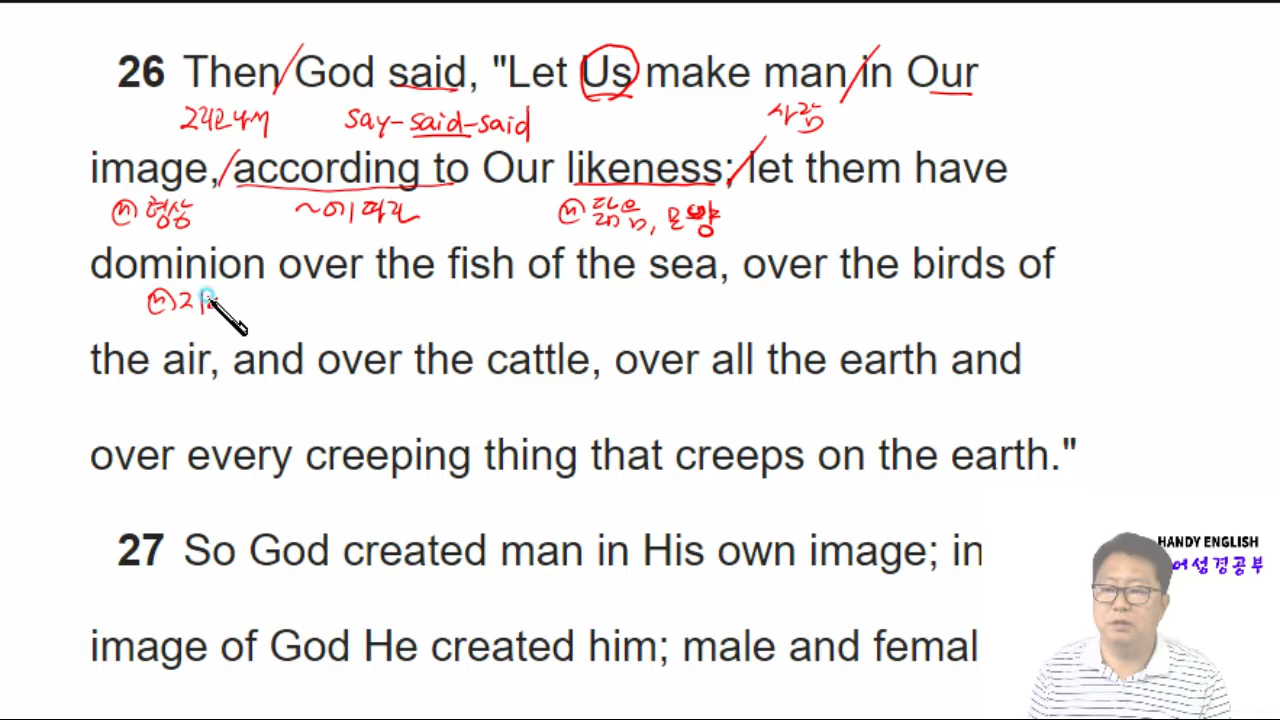 26 Then God said, "Let Us make man in Our
그리고나서 say-said-said 사람
image, according to Our likeness; let them have
ⓝ 형상 ~에 따라 ⓝ 닮음, 모양
dominion over the fish of the sea, over the birds of
ⓝ
the air, and over the cattle, over all the earth and
over every creeping thing that creeps on the earth."
27 So God created man in His own image; in
HANDY ENGLISH
어성경공부
image of God He created him; male and femal